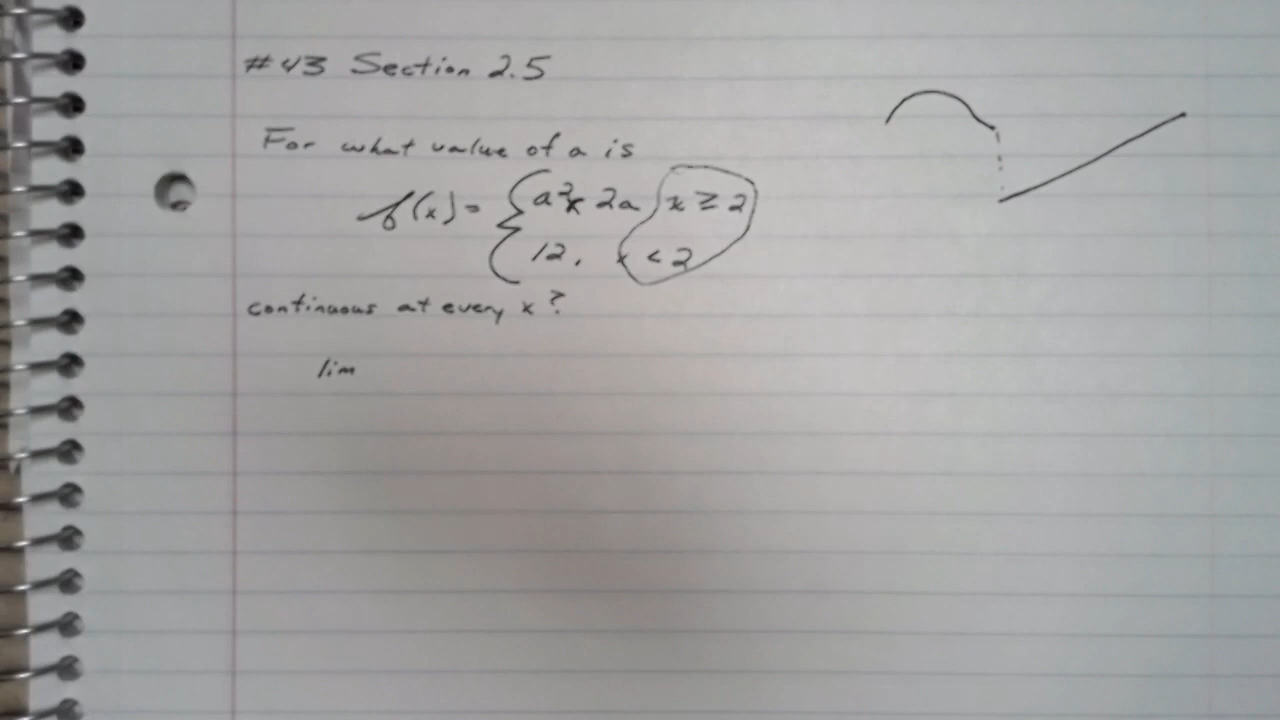 #43 Section 2.5
For what value of a is
f(x) = { a²x 2a, x ≥ 2
12, x < 2
continuous at every x?
lim